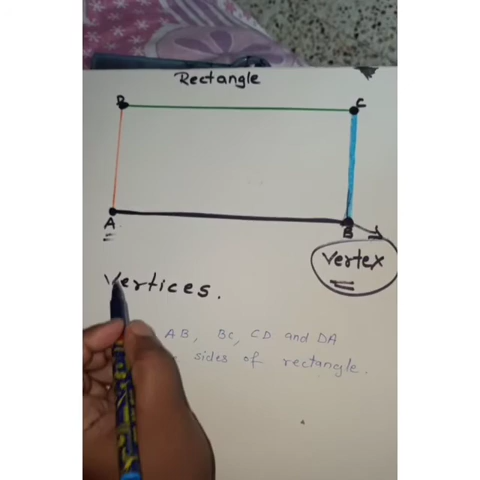 Rectangle
D C
A B
Vertex
Vertices.
AB, BC, CD and DA
sides of rectangle.